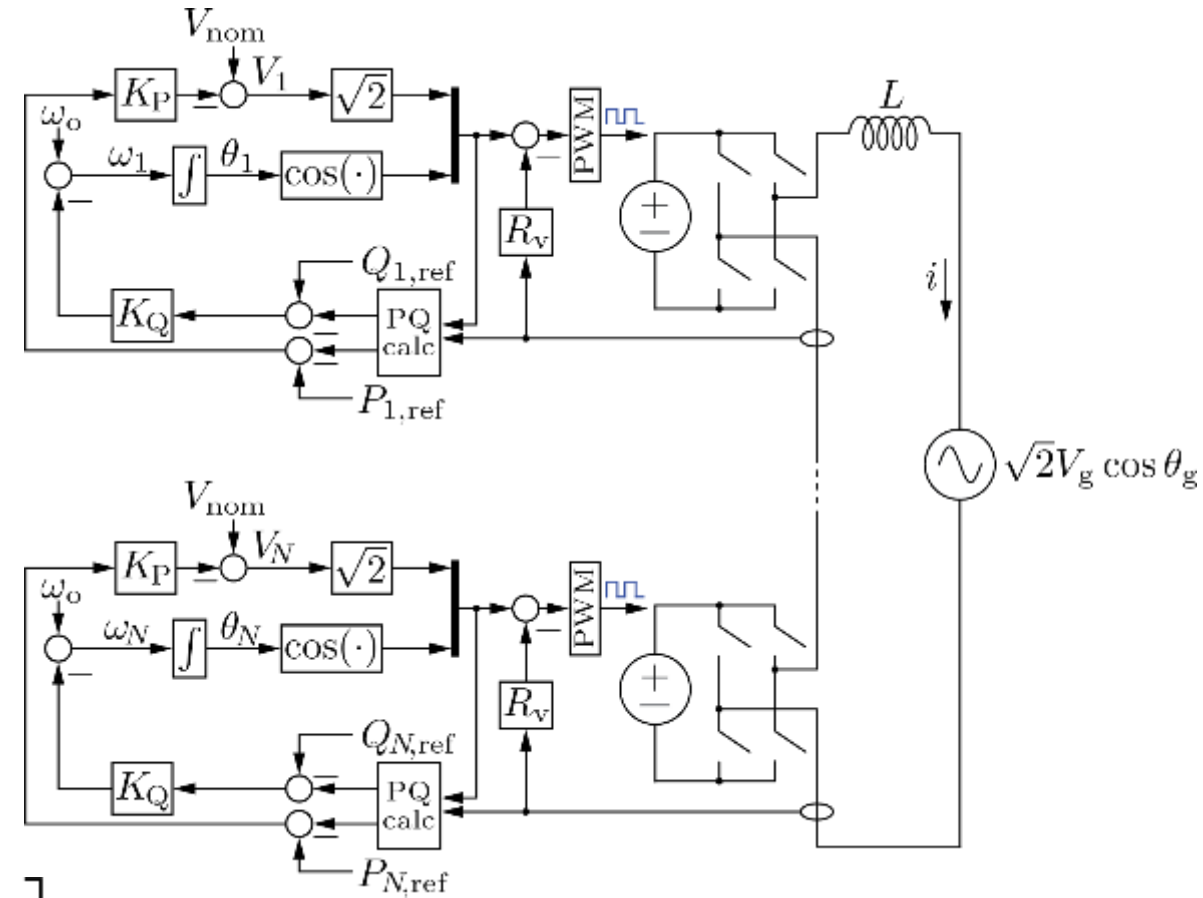 V_nom
K_P − V_1 √2
ω_o
ω_1 ∫ θ_1 cos(·)
−
PWM
−
R_v
+
−
L
i
Q_1,ref
K_Q
PQ
calc
−
−
P_1,ref
√2V_g cos θ_g
V_nom
K_P − V_N √2
ω_o
ω_N ∫ θ_N cos(·)
−
PWM
−
R_v
+
−
Q_N,ref
K_Q
PQ
calc
−
−
P_N,ref